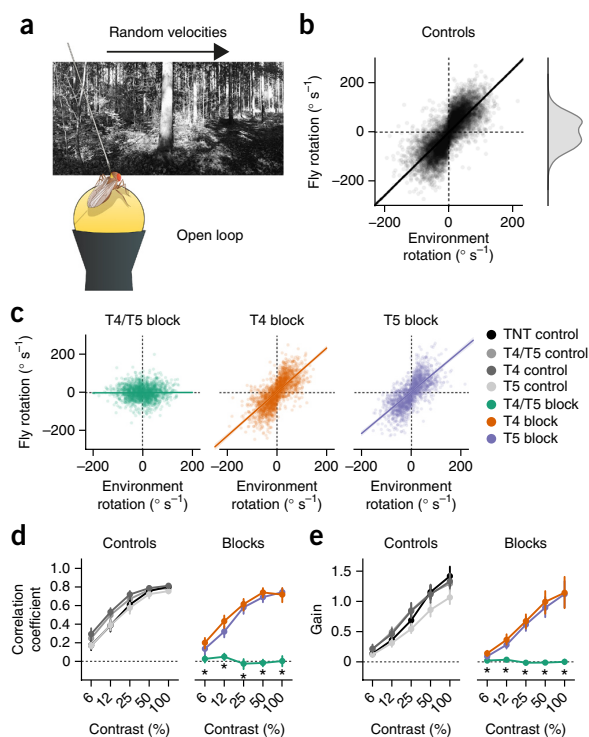 a
Random velocities
Open loop
b
Controls
Fly rotation (° s⁻¹)
200
0
−200
−200 0 200
Environment
rotation (° s⁻¹)
c
T4/T5 block
T4 block
T5 block
Fly rotation (° s⁻¹)
200
0
−200
−200 0 200
−200 0 200
−200 0 200
Environment
rotation (° s⁻¹)
Environment
rotation (° s⁻¹)
Environment
rotation (° s⁻¹)
TNT control
T4/T5 control
T4 control
T5 control
T4/T5 block
T4 block
T5 block
d
Controls
Blocks
Correlation
coefficient
1.0
0.8
0.6
0.4
0.2
0
* * * * *
6 12 25 50 100
6 12 25 50 100
Contrast (%)
Contrast (%)
e
Controls
Blocks
Gain
1.5
1.0
0.5
0
* * * * *
6 12 25 50 100
6 12 25 50 100
Contrast (%)
Contrast (%)